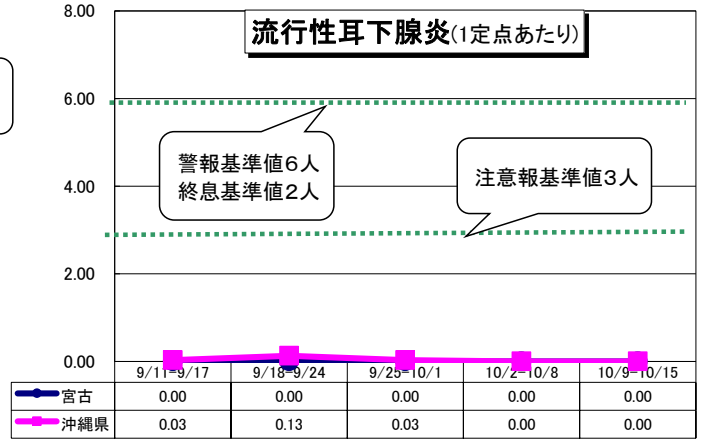 流行性耳下腺炎(1定点あたり)
8.00
6.00
4.00
2.00
0.00
警報基準値6人
終息基準値2人
注意報基準値3人
9/11-9/17 9/18-9/24 9/25-10/1 10/2-10/8 10/9-10/15
宮古 0.00 0.00 0.00 0.00 0.00
沖縄県 0.03 0.13 0.03 0.00 0.00